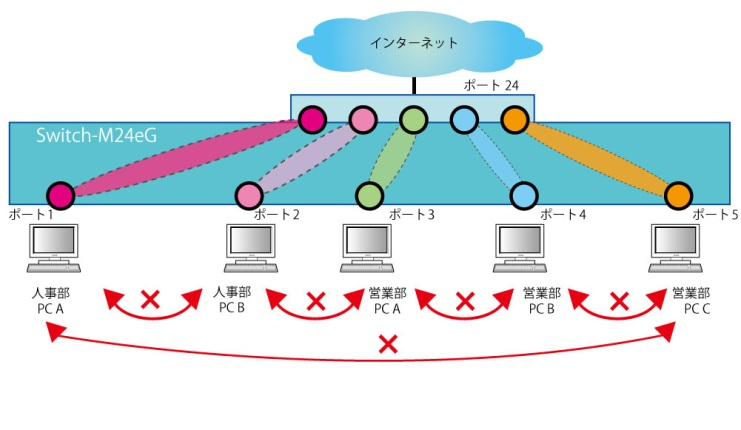 インターネット
ポート 24
Switch-M24eG
ポート1
ポート2
ポート3
ポート4
ポート5
人事部
PC A
人事部
PC B
営業部
PC A
営業部
PC B
営業部
PC C